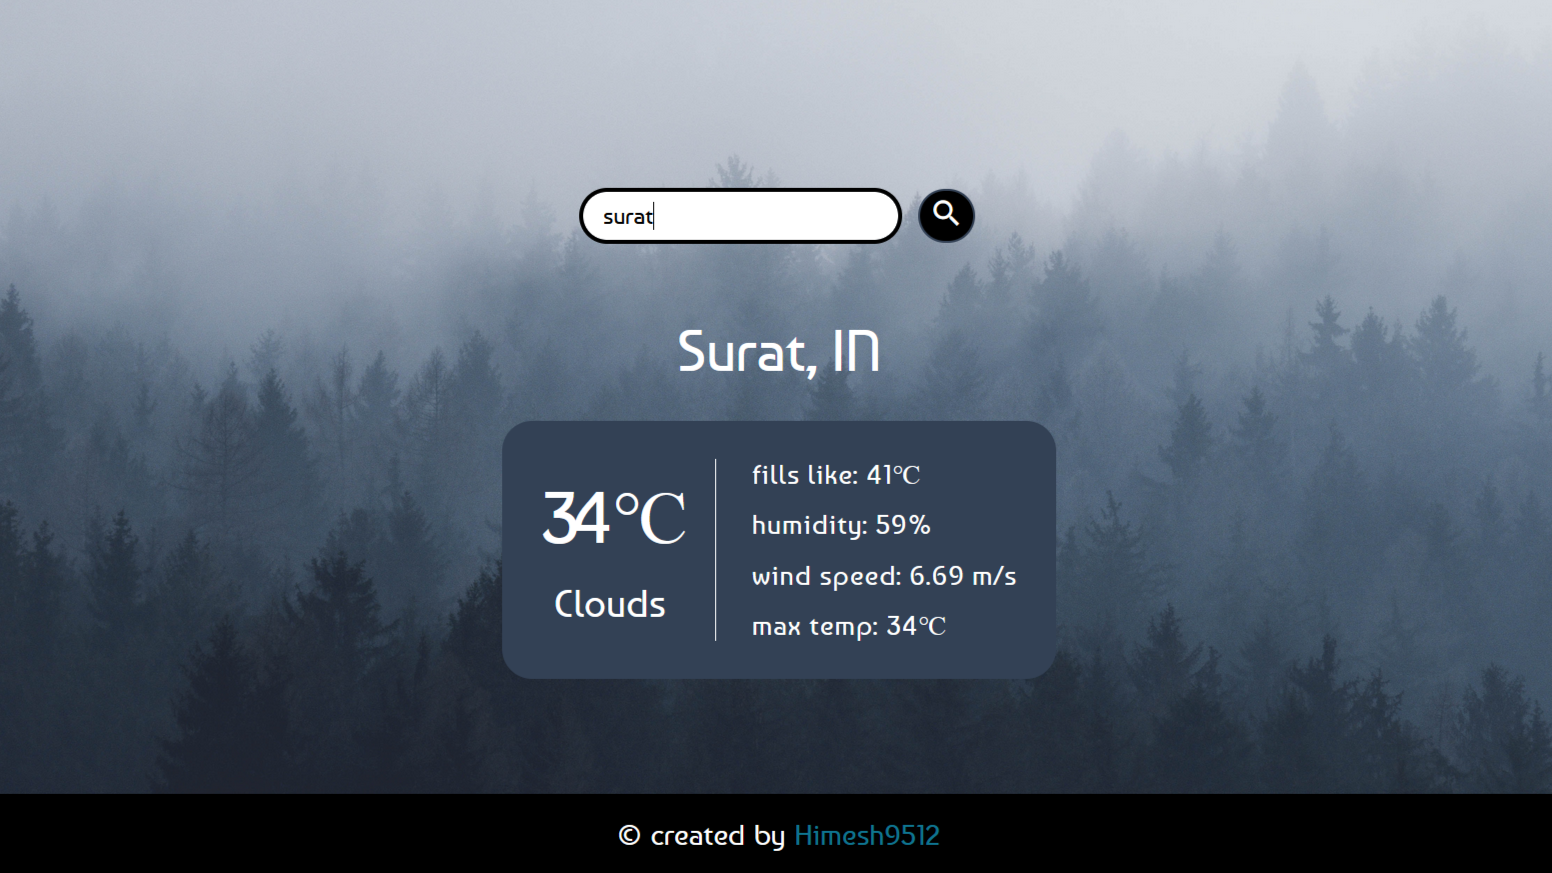 surat
Surat, IN
34℃
Clouds
fills like: 41℃
humidity: 59%
wind speed: 6.69 m/s
max temp: 34℃
© created by Himesh9512